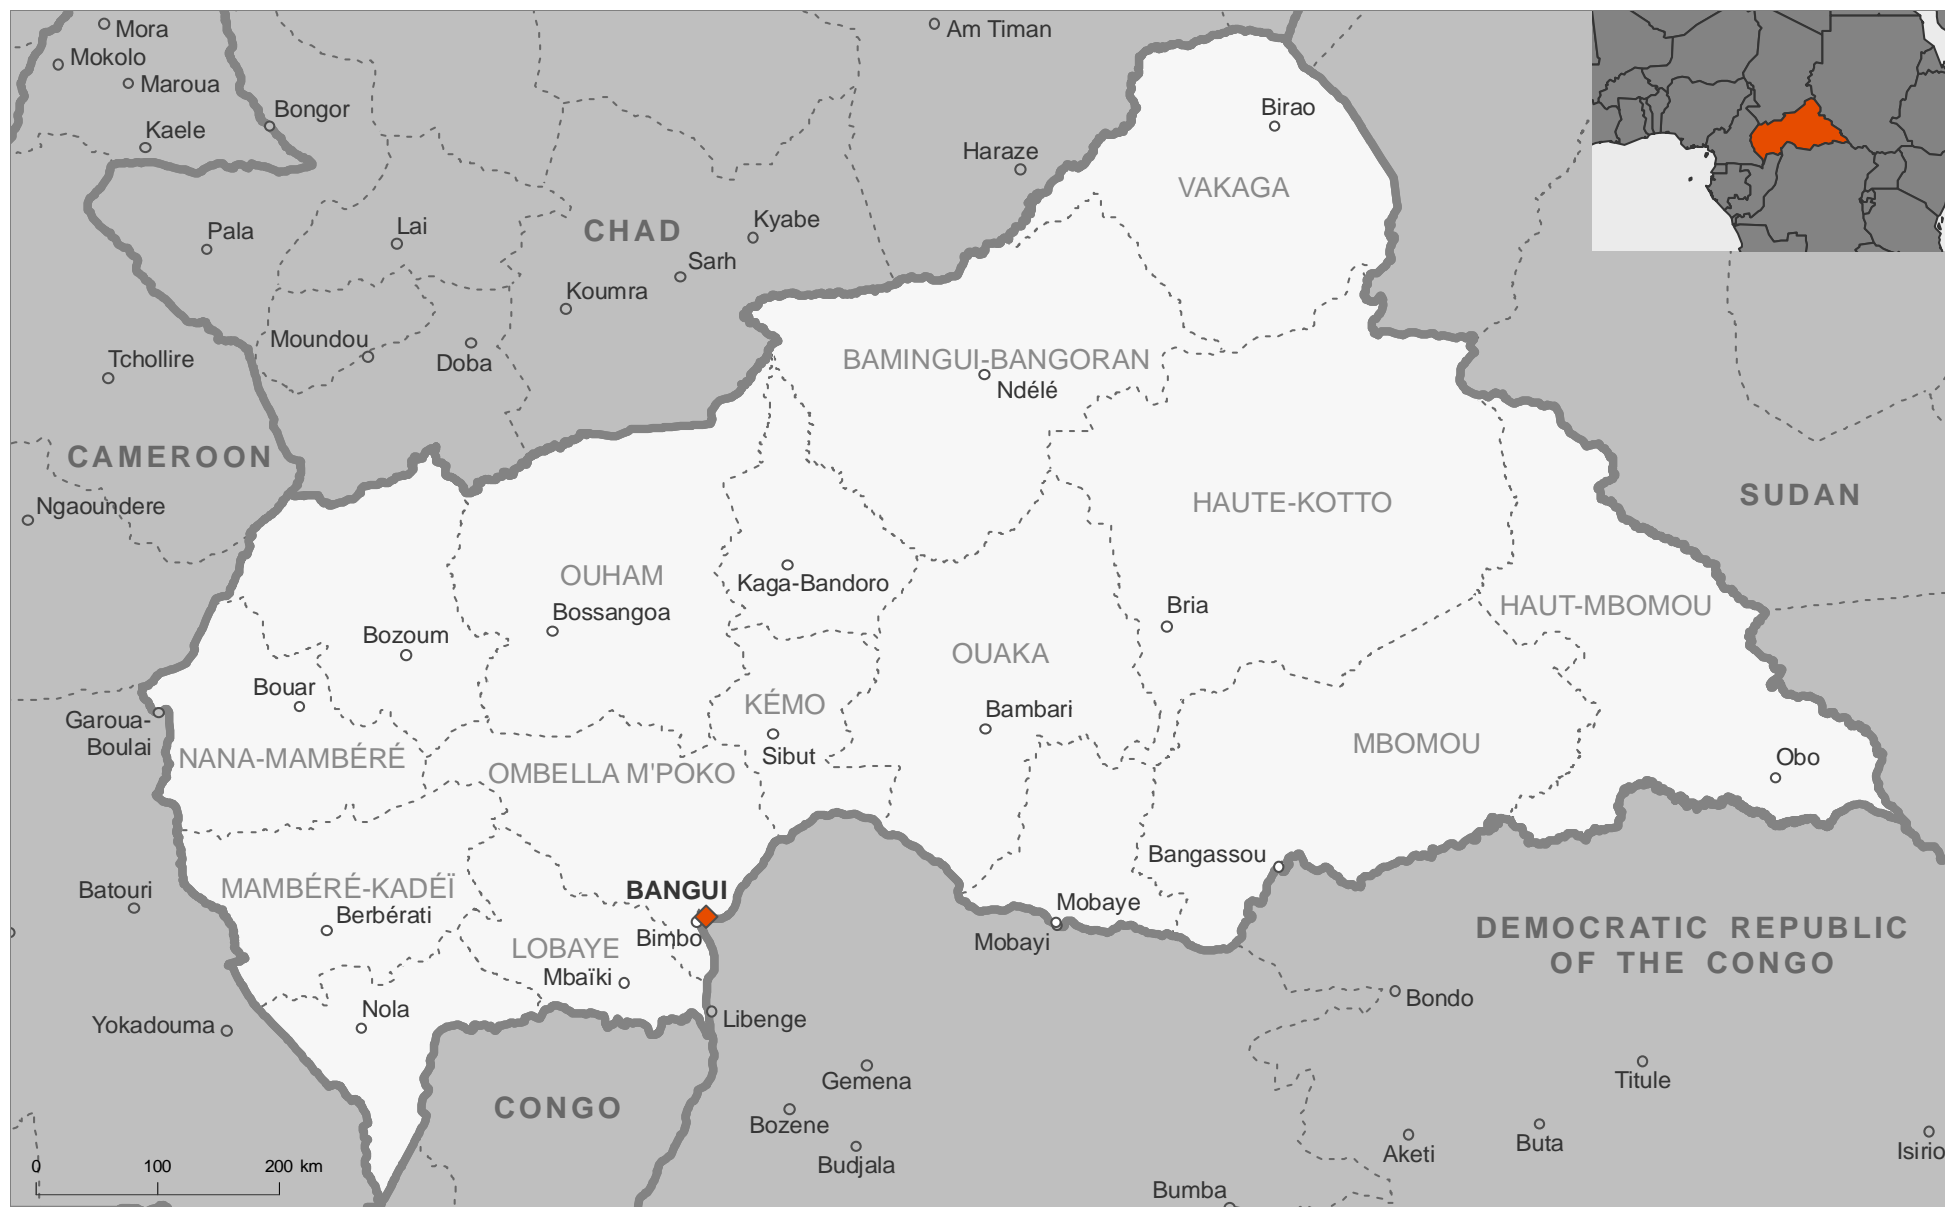 Mora
Am Timan
Mokolo
Maroua
Bongor
Birao
Kaele
Haraze
VAKAGA
Kyabe
Lai
CHAD
Pala
Sarh
Koumra
Moundou
Tchollire
Doba
BAMINGUI-BANGORAN
Ndélé
CAMEROON
SUDAN
HAUTE-KOTTO
Ngaoundere
OUHAM
Kaga-Bandoro
Bossangoa
Bria
HAUT-MBOMOU
Bozoum
OUAKA
Bouar
KÉMO
Bambari
Garoua-
Boulai
MBOMOU
NANA-MAMBÉRÉ
Sibut
Obo
OMBELLA M'POKO
Bangassou
Batouri
MAMBÉRÉ-KADÉÏ
BANGUI
Mobaye
Berbérati
DEMOCRATIC REPUBLIC
OF THE CONGO
Bimbo
Mobayi
LOBAYE
Mbaïki
Bondo
Nola
Libenge
Yokadouma
Gemena
Titule
CONGO
Bozene
Buta
Aketi
Isirio
Budjala
0 100 200 km
Bumba